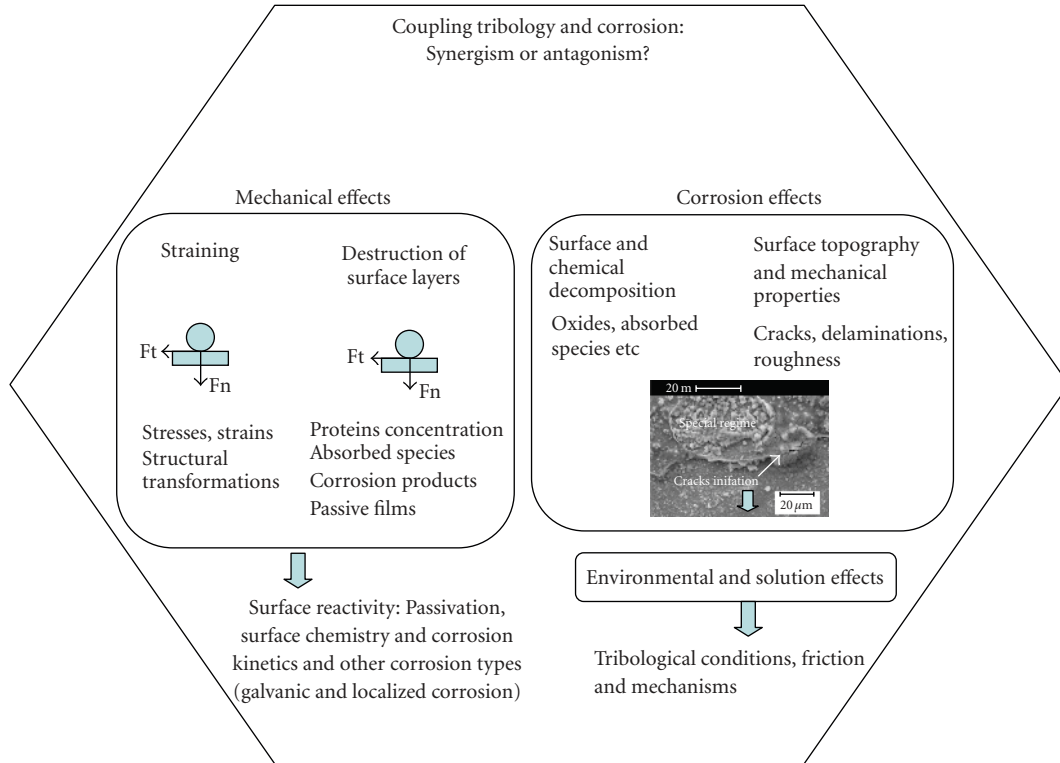 Coupling tribology and corrosion:
Synergism or antagonism?
Mechanical effects
Straining
Destruction of
surface layers
Ft
Fn
Ft
Fn
Stresses, strains
Structural
transformations
Proteins concentration
Absorbed species
Corrosion products
Passive films
Surface reactivity: Passivation,
surface chemistry and corrosion
kinetics and other corrosion types
(galvanic and localized corrosion)
Corrosion effects
Surface and
chemical
decomposition
Oxides, absorbed
species etc
Surface topography
and mechanical
properties
Cracks, delaminations,
roughness
20 m
Special regime
Cracks inifation
20 µm
Environmental and solution effects
Tribological conditions, friction
and mechanisms